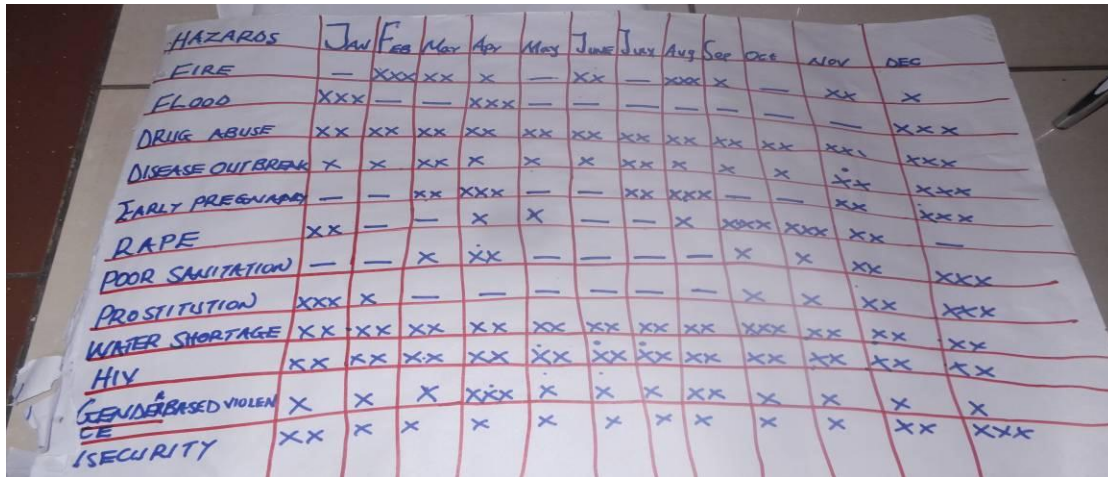 HAZARDS JAN FEB Mar Apr May JUNE JULY Aug Sep Oct NOV DEC
FIRE — XXX XX X — XX — XXX X — XX X
FLOOD XXX — — XXX — — — — — — — XXX
DRUG ABUSE XX XX XX XX XX XX XX XX XX XX XX XXX
DISEASE OUTBREAK X X XX X X X XX X X X XX XXX
EARLY PREGNANCY — — XX XXX — — XX XXX — — XX XXX
RAPE XX — — X X — — X XXX XXX XX —
POOR SANITATION — — X XX — — — — X X XX XXX
PROSTITUTION XXX X — — — — — — X X XX XXX
WATER SHORTAGE XX XX XX XX XX XX XX XX XXX XX XX XX
HIV XX XX XX XX XX XX XX XX XX XX XX XX
GENDER BASED VIOLEN X X X XXX X X X XX X X X X
CE
ISECURITY XX X X X X X X X X X XX XXX